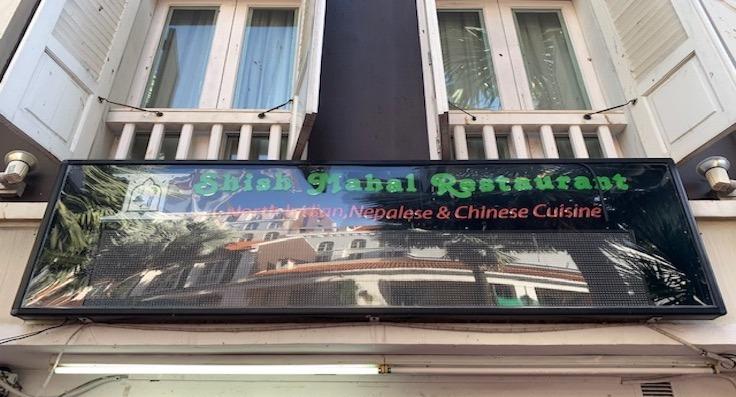 Shish Mahal Restaurant
North Indian, Nepalese & Chinese Cuisine